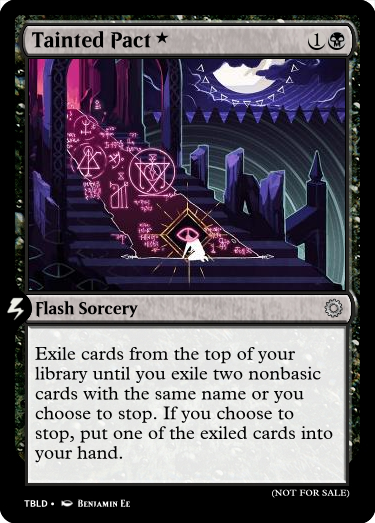 Tainted Pact ★ 1
Flash Sorcery
Exile cards from the top of your
library until you exile two nonbasic
cards with the same name or you
choose to stop. If you choose to
stop, put one of the exiled cards into
your hand.
(NOT FOR SALE)
TBLD • Benjamin Ee